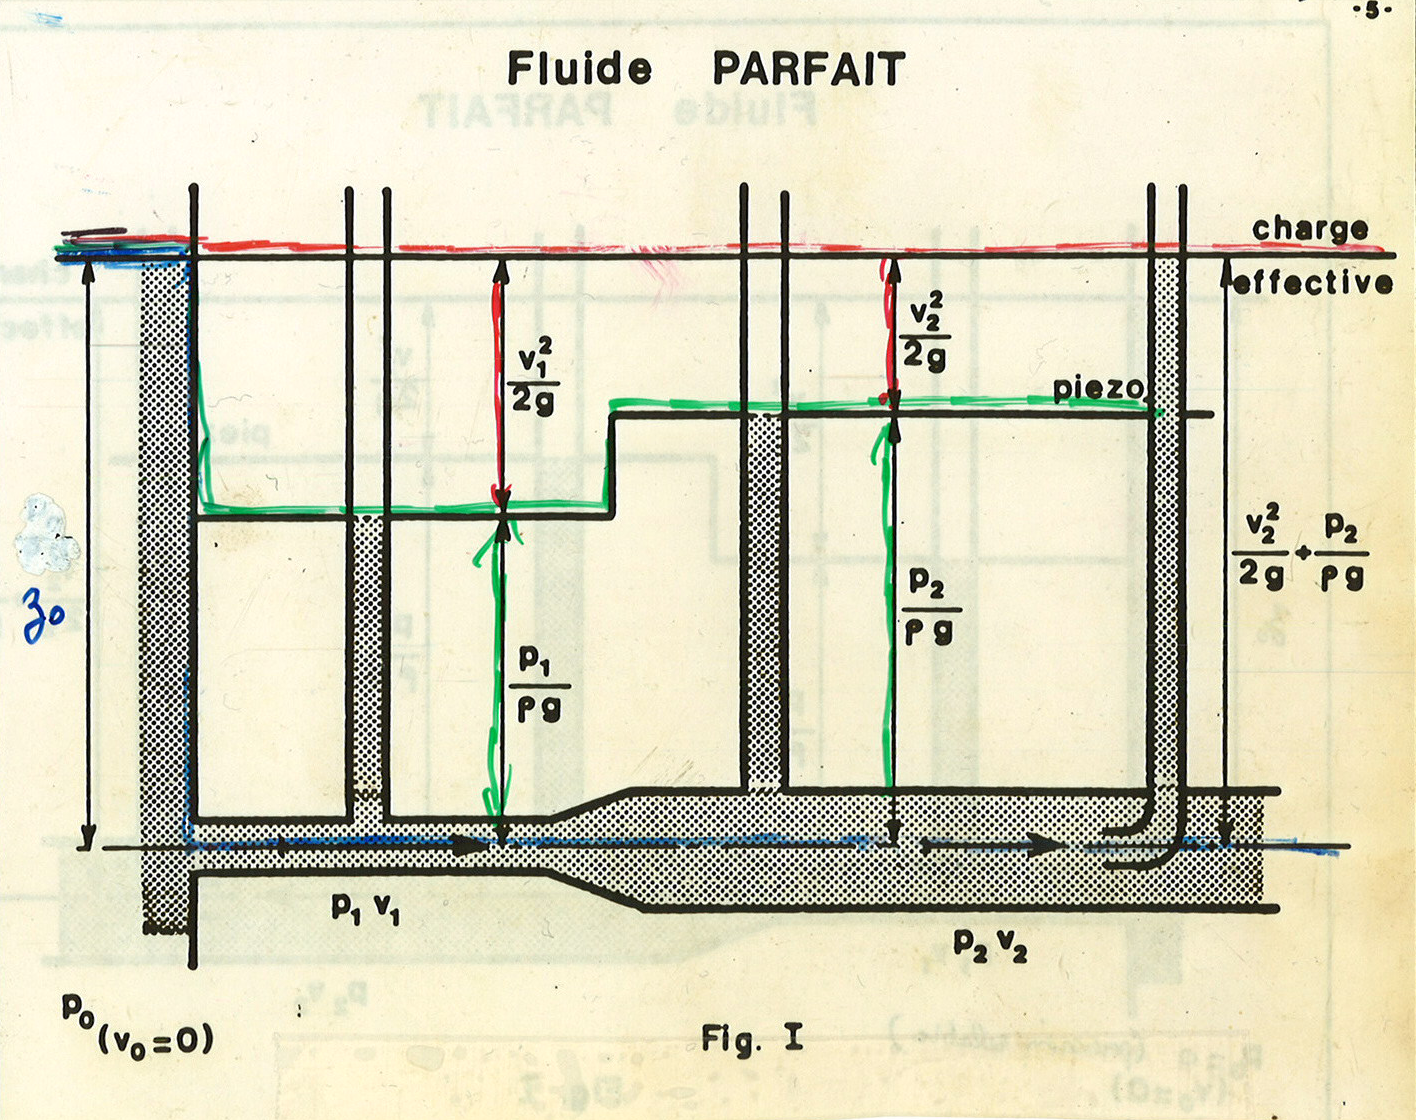 -5-
Fluide PARFAIT
charge
effective
v₁²/2g
v₂²/2g
piezo
v₂²/2g + p₂/ρg
z₀
p₂/ρg
p₁/ρg
p₁ v₁
p₂ v₂
p₀ (v₀=0)
Fig. I